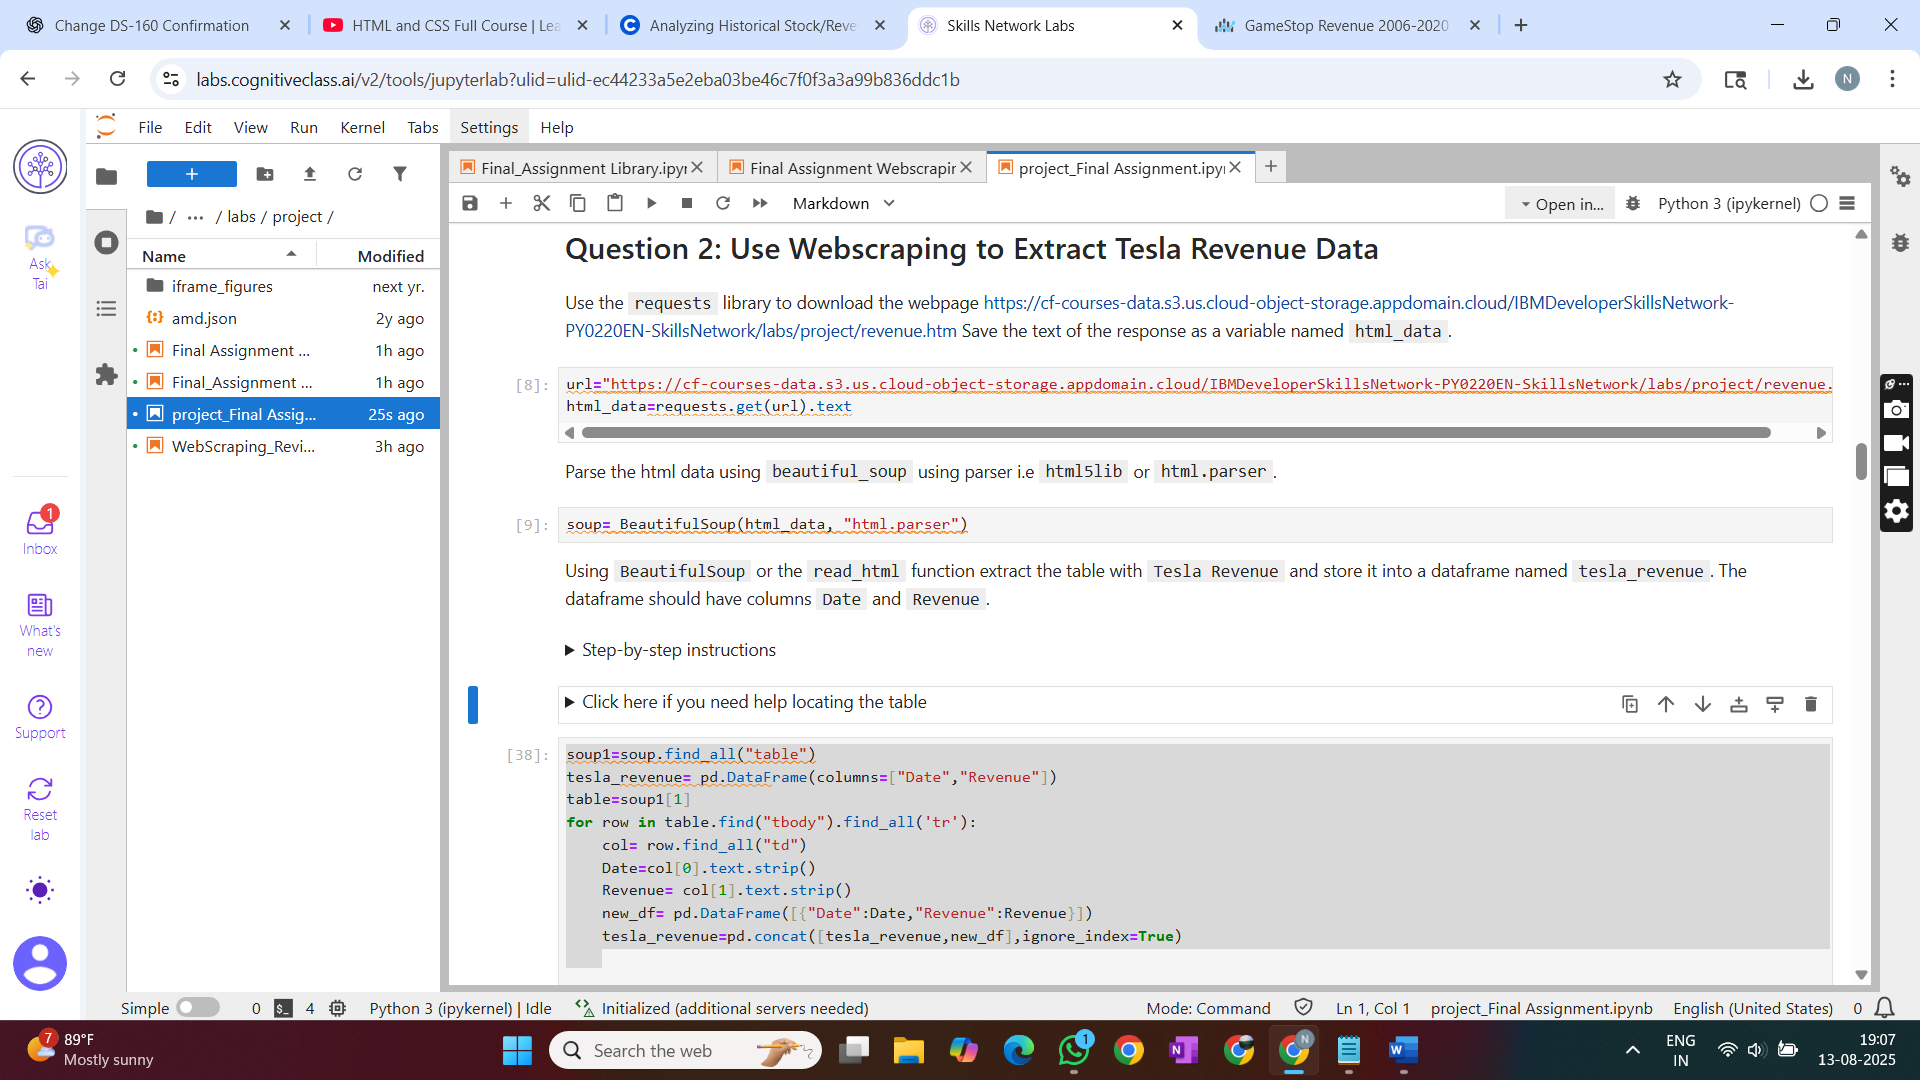 Change DS-160 Confirmation
HTML and CSS Full Course | Lea
Analyzing Historical Stock/Reve
Skills Network Labs
GameStop Revenue 2006-2020
labs.cognitiveclass.ai/v2/tools/jupyterlab?ulid=ulid-ec44233a5e2eba03be46c7f0f3a3a99b836ddc1b
N
File Edit View Run Kernel Tabs Settings Help
Ask
Tai
Inbox
1
What's
new
Support
Reset
lab
/ ··· / labs / project /
Name Modified
iframe_figures next yr.
amd.json 2y ago
Final Assignment ... 1h ago
Final_Assignment ... 1h ago
project_Final Assig... 25s ago
WebScraping_Revi... 3h ago
Final_Assignment Library.ipyn
Final Assignment Webscrapin
project_Final Assignment.ipyn
Markdown
Open in...
Python 3 (ipykernel)
Question 2: Use Webscraping to Extract Tesla Revenue Data
Use the requests library to download the webpage https://cf-courses-data.s3.us.cloud-object-storage.appdomain.cloud/IBMDeveloperSkillsNetwork-
PY0220EN-SkillsNetwork/labs/project/revenue.htm Save the text of the response as a variable named html_data.
[8]: url="https://cf-courses-data.s3.us.cloud-object-storage.appdomain.cloud/IBMDeveloperSkillsNetwork-PY0220EN-SkillsNetwork/labs/project/revenue.
html_data=requests.get(url).text
Parse the html data using beautiful_soup using parser i.e html5lib or html.parser.
[9]: soup= BeautifulSoup(html_data, "html.parser")
Using BeautifulSoup or the read_html function extract the table with Tesla Revenue and store it into a dataframe named tesla_revenue. The
dataframe should have columns Date and Revenue.
Step-by-step instructions
Click here if you need help locating the table
[38]: soup1=soup.find_all("table")
tesla_revenue= pd.DataFrame(columns=["Date","Revenue"])
table=soup1[1]
for row in table.find("tbody").find_all('tr'):
col= row.find_all("td")
Date=col[0].text.strip()
Revenue= col[1].text.strip()
new_df= pd.DataFrame([{"Date":Date,"Revenue":Revenue}])
tesla_revenue=pd.concat([tesla_revenue,new_df],ignore_index=True)
Simple 0 4 Python 3 (ipykernel) | Idle Initialized (additional servers needed) Mode: Command Ln 1, Col 1 project_Final Assignment.ipynb English (United States) 0
7
89°F
Mostly sunny
Search the web
1
N
ENG
IN
19:07
13-08-2025